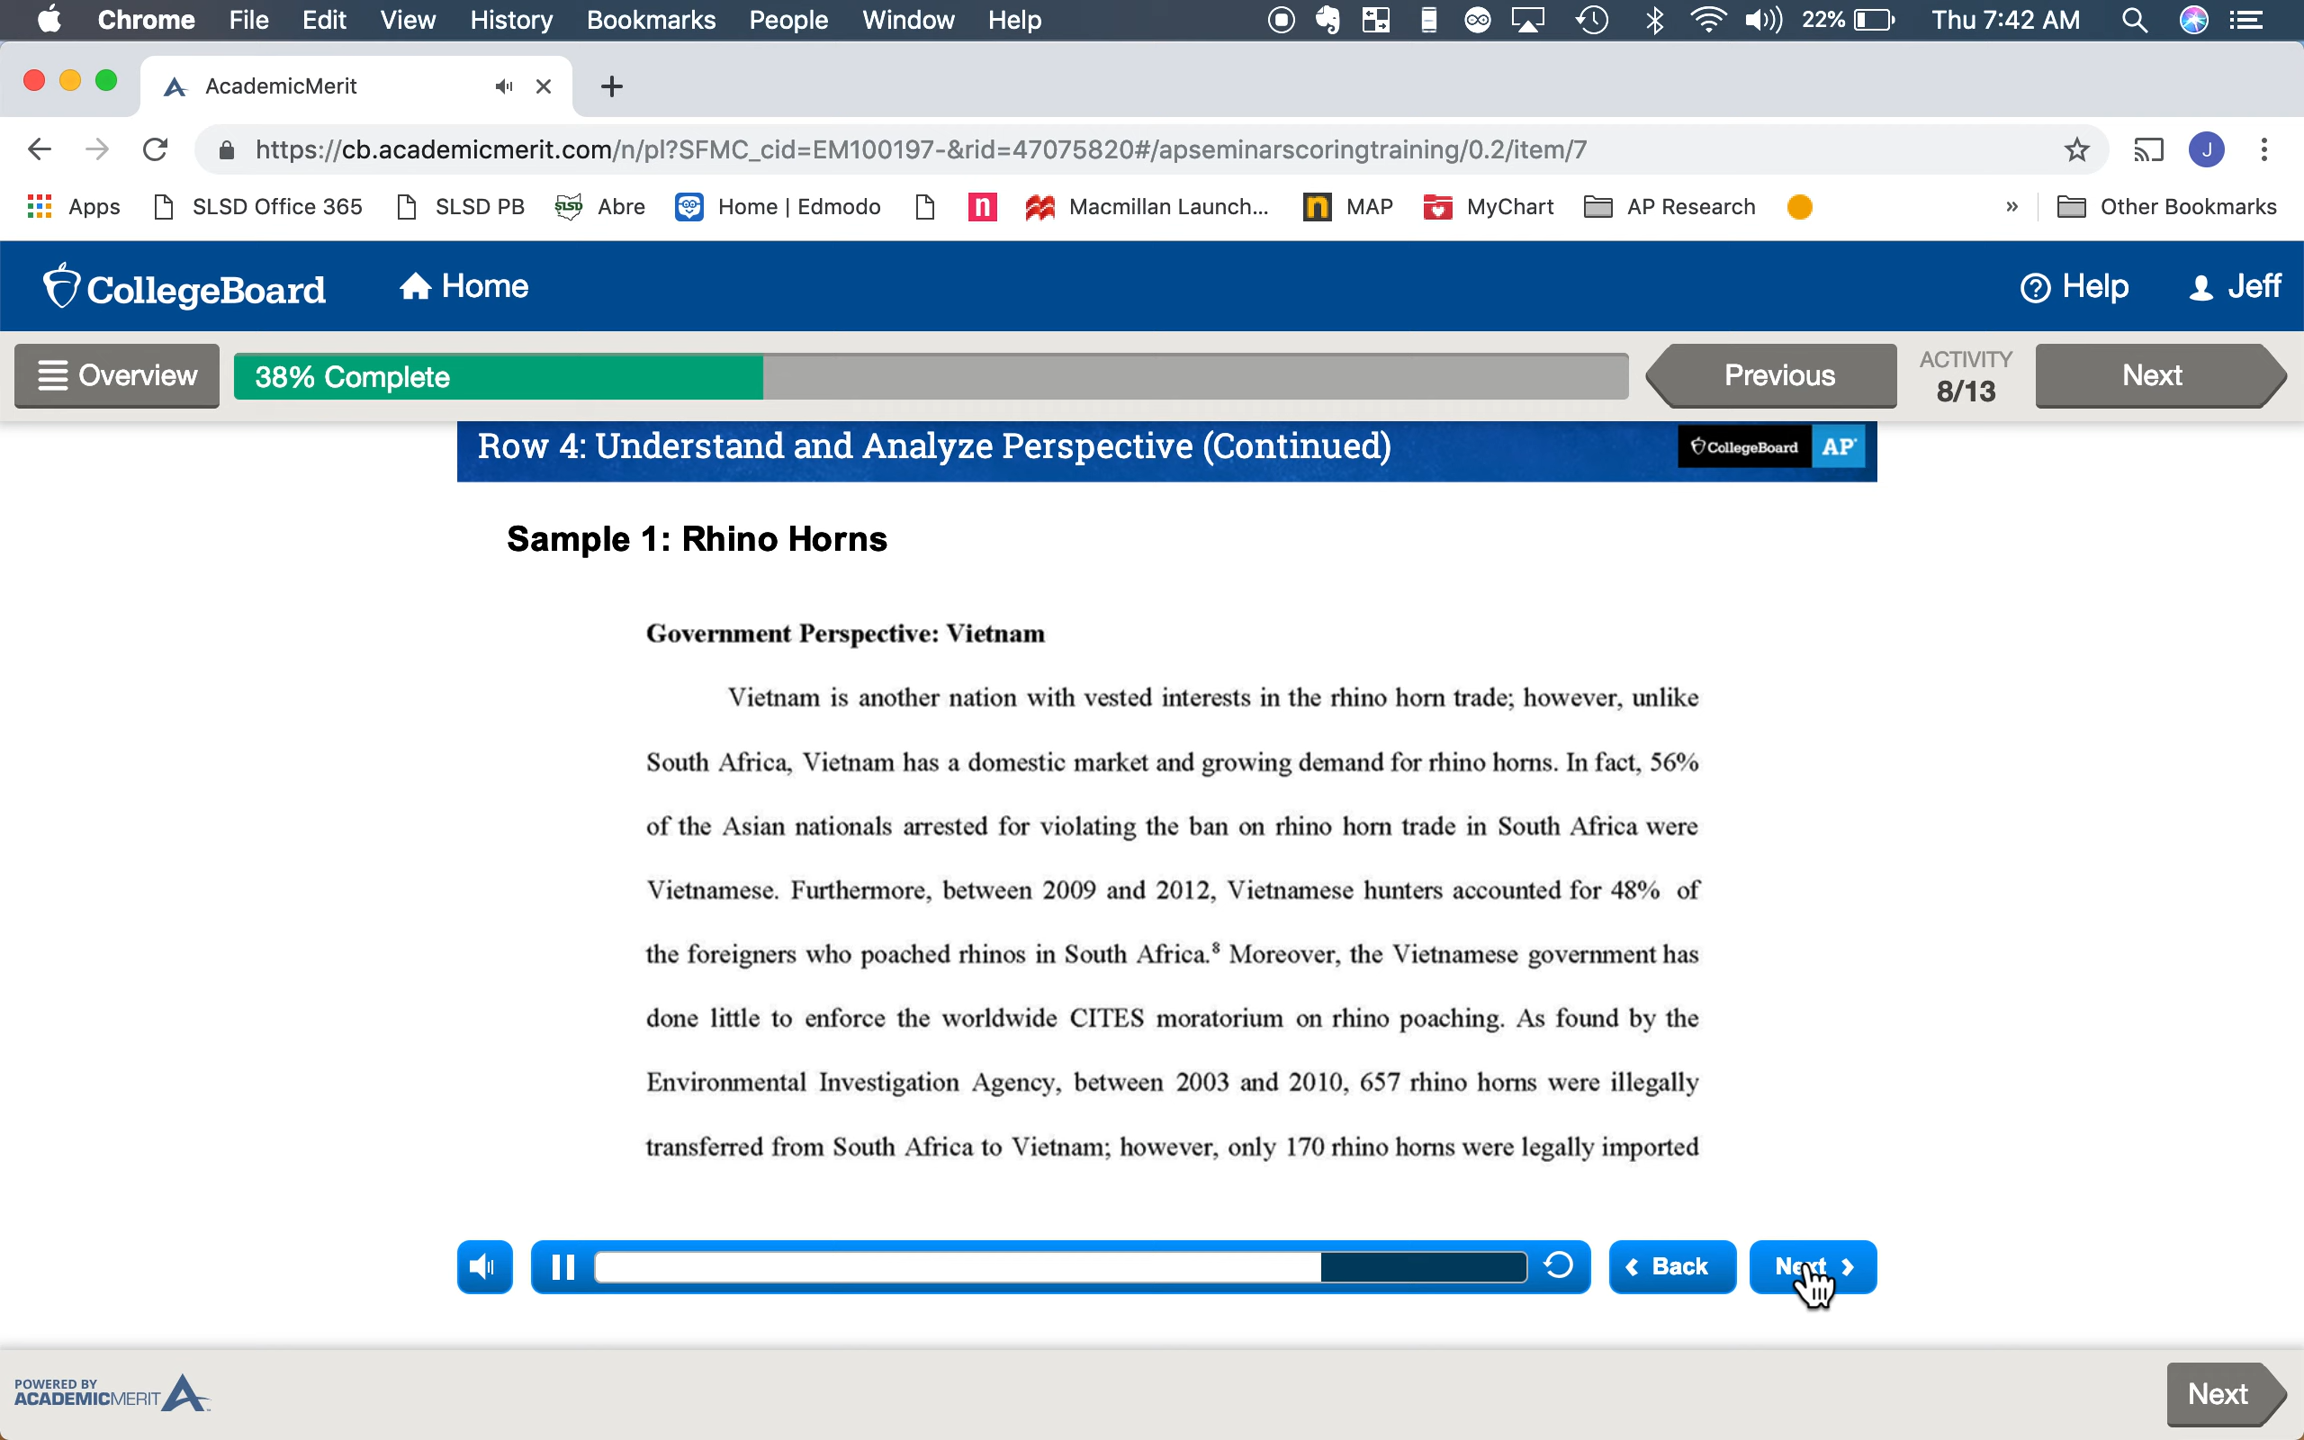 Chrome File Edit View History Bookmarks People Window Help 22% Thu 7:42 AM
AcademicMerit
https://cb.academicmerit.com/n/pl?SFMC_cid=EM100197-&rid=47075820#/apseminarscoringtraining/0.2/item/7 J
Apps SLSD Office 365 SLSD PB SLSD Abre Home | Edmodo n Macmillan Launch... n MAP MyChart AP Research » Other Bookmarks
CollegeBoard Home ? Help Jeff
Overview 38% Complete Previous ACTIVITY 8/13 Next
Row 4: Understand and Analyze Perspective (Continued) CollegeBoard AP
Sample 1: Rhino Horns
Government Perspective: Vietnam
Vietnam is another nation with vested interests in the rhino horn trade; however, unlike
South Africa, Vietnam has a domestic market and growing demand for rhino horns. In fact, 56%
of the Asian nationals arrested for violating the ban on rhino horn trade in South Africa were
Vietnamese. Furthermore, between 2009 and 2012, Vietnamese hunters accounted for 48% of
the foreigners who poached rhinos in South Africa.⁸ Moreover, the Vietnamese government has
done little to enforce the worldwide CITES moratorium on rhino poaching. As found by the
Environmental Investigation Agency, between 2003 and 2010, 657 rhino horns were illegally
transferred from South Africa to Vietnam; however, only 170 rhino horns were legally imported
Back Next
POWERED BY
ACADEMICMERIT
Next